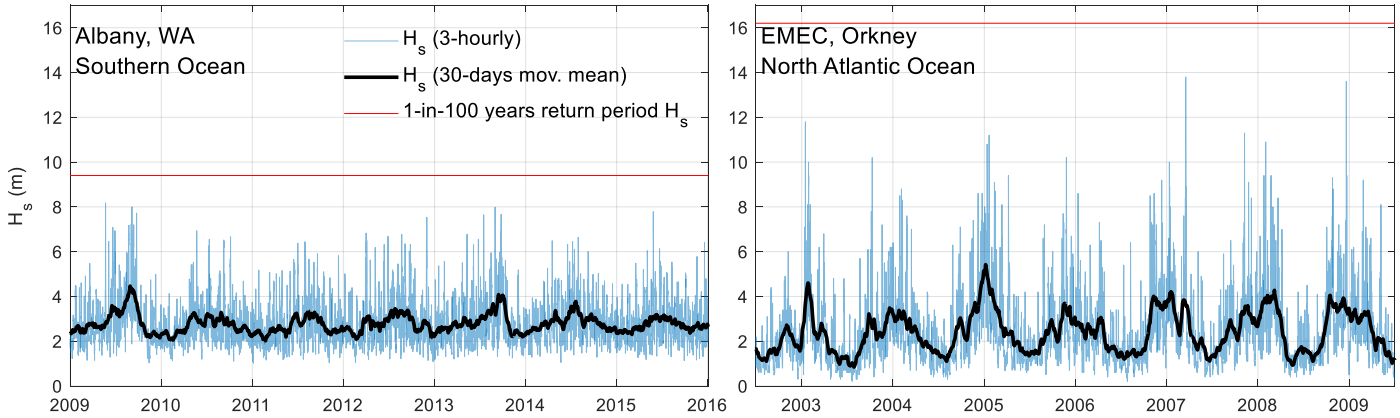 Albany, WA
Southern Ocean
H_s (3-hourly)
H_s (30-days mov. mean)
1-in-100 years return period H_s
H_s (m)
16
14
12
10
8
6
4
2
0
2009 2010 2011 2012 2013 2014 2015 2016
EMEC, Orkney
North Atlantic Ocean
16
14
12
10
8
6
4
2
0
2003 2004 2005 2006 2007 2008 2009